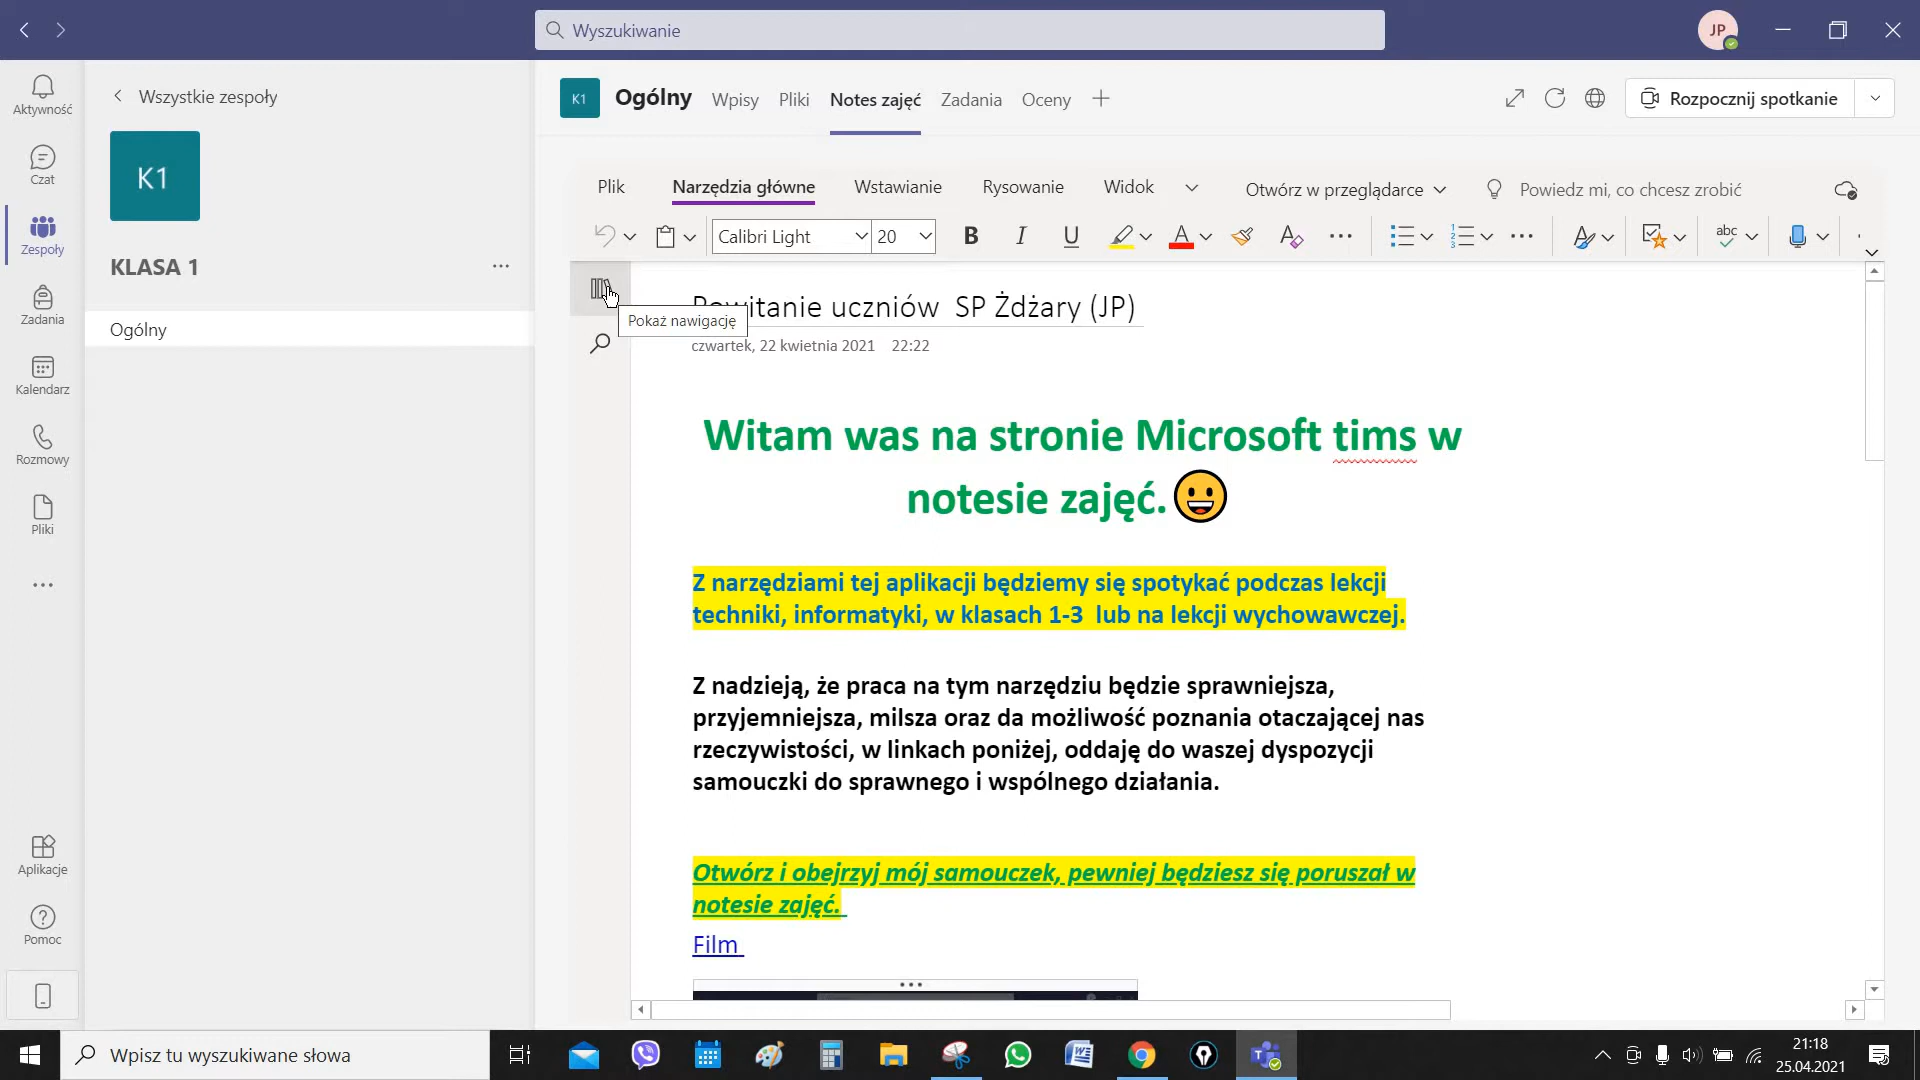 Wyszukiwanie
JP
Aktywność
Czat
Zespoły
Zadania
Kalendarz
Rozmowy
Pliki
Aplikacje
Pomoc
Wszystkie zespoły
K1
KLASA 1
Ogólny
K1
Ogólny Wpisy Pliki Notes zajęć Zadania Oceny
Rozpocznij spotkanie
Plik Narzędzia główne Wstawianie Rysowanie Widok Otwórz w przeglądarce Powiedz mi, co chcesz zrobić
Calibri Light 20 B I U A A abc
Pokaż nawigację
itanie uczniów SP Żdżary (JP)
czwartek, 22 kwietnia 2021 22:22
Witam was na stronie Microsoft tims w
notesie zajęć.
Z narzędziami tej aplikacji będziemy się spotykać podczas lekcji
techniki, informatyki, w klasach 1-3 lub na lekcji wychowawczej.
Z nadzieją, że praca na tym narzędziu będzie sprawniejsza,
przyjemniejsza, milsza oraz da możliwość poznania otaczającej nas
rzeczywistości, w linkach poniżej, oddaję do waszej dyspozycji
samouczki do sprawnego i wspólnego działania.
Otwórz i obejrzyj mój samouczek, pewniej będziesz się poruszał w
notesie zajęć.
Film
Wpisz tu wyszukiwane słowa
21:18
25.04.2021